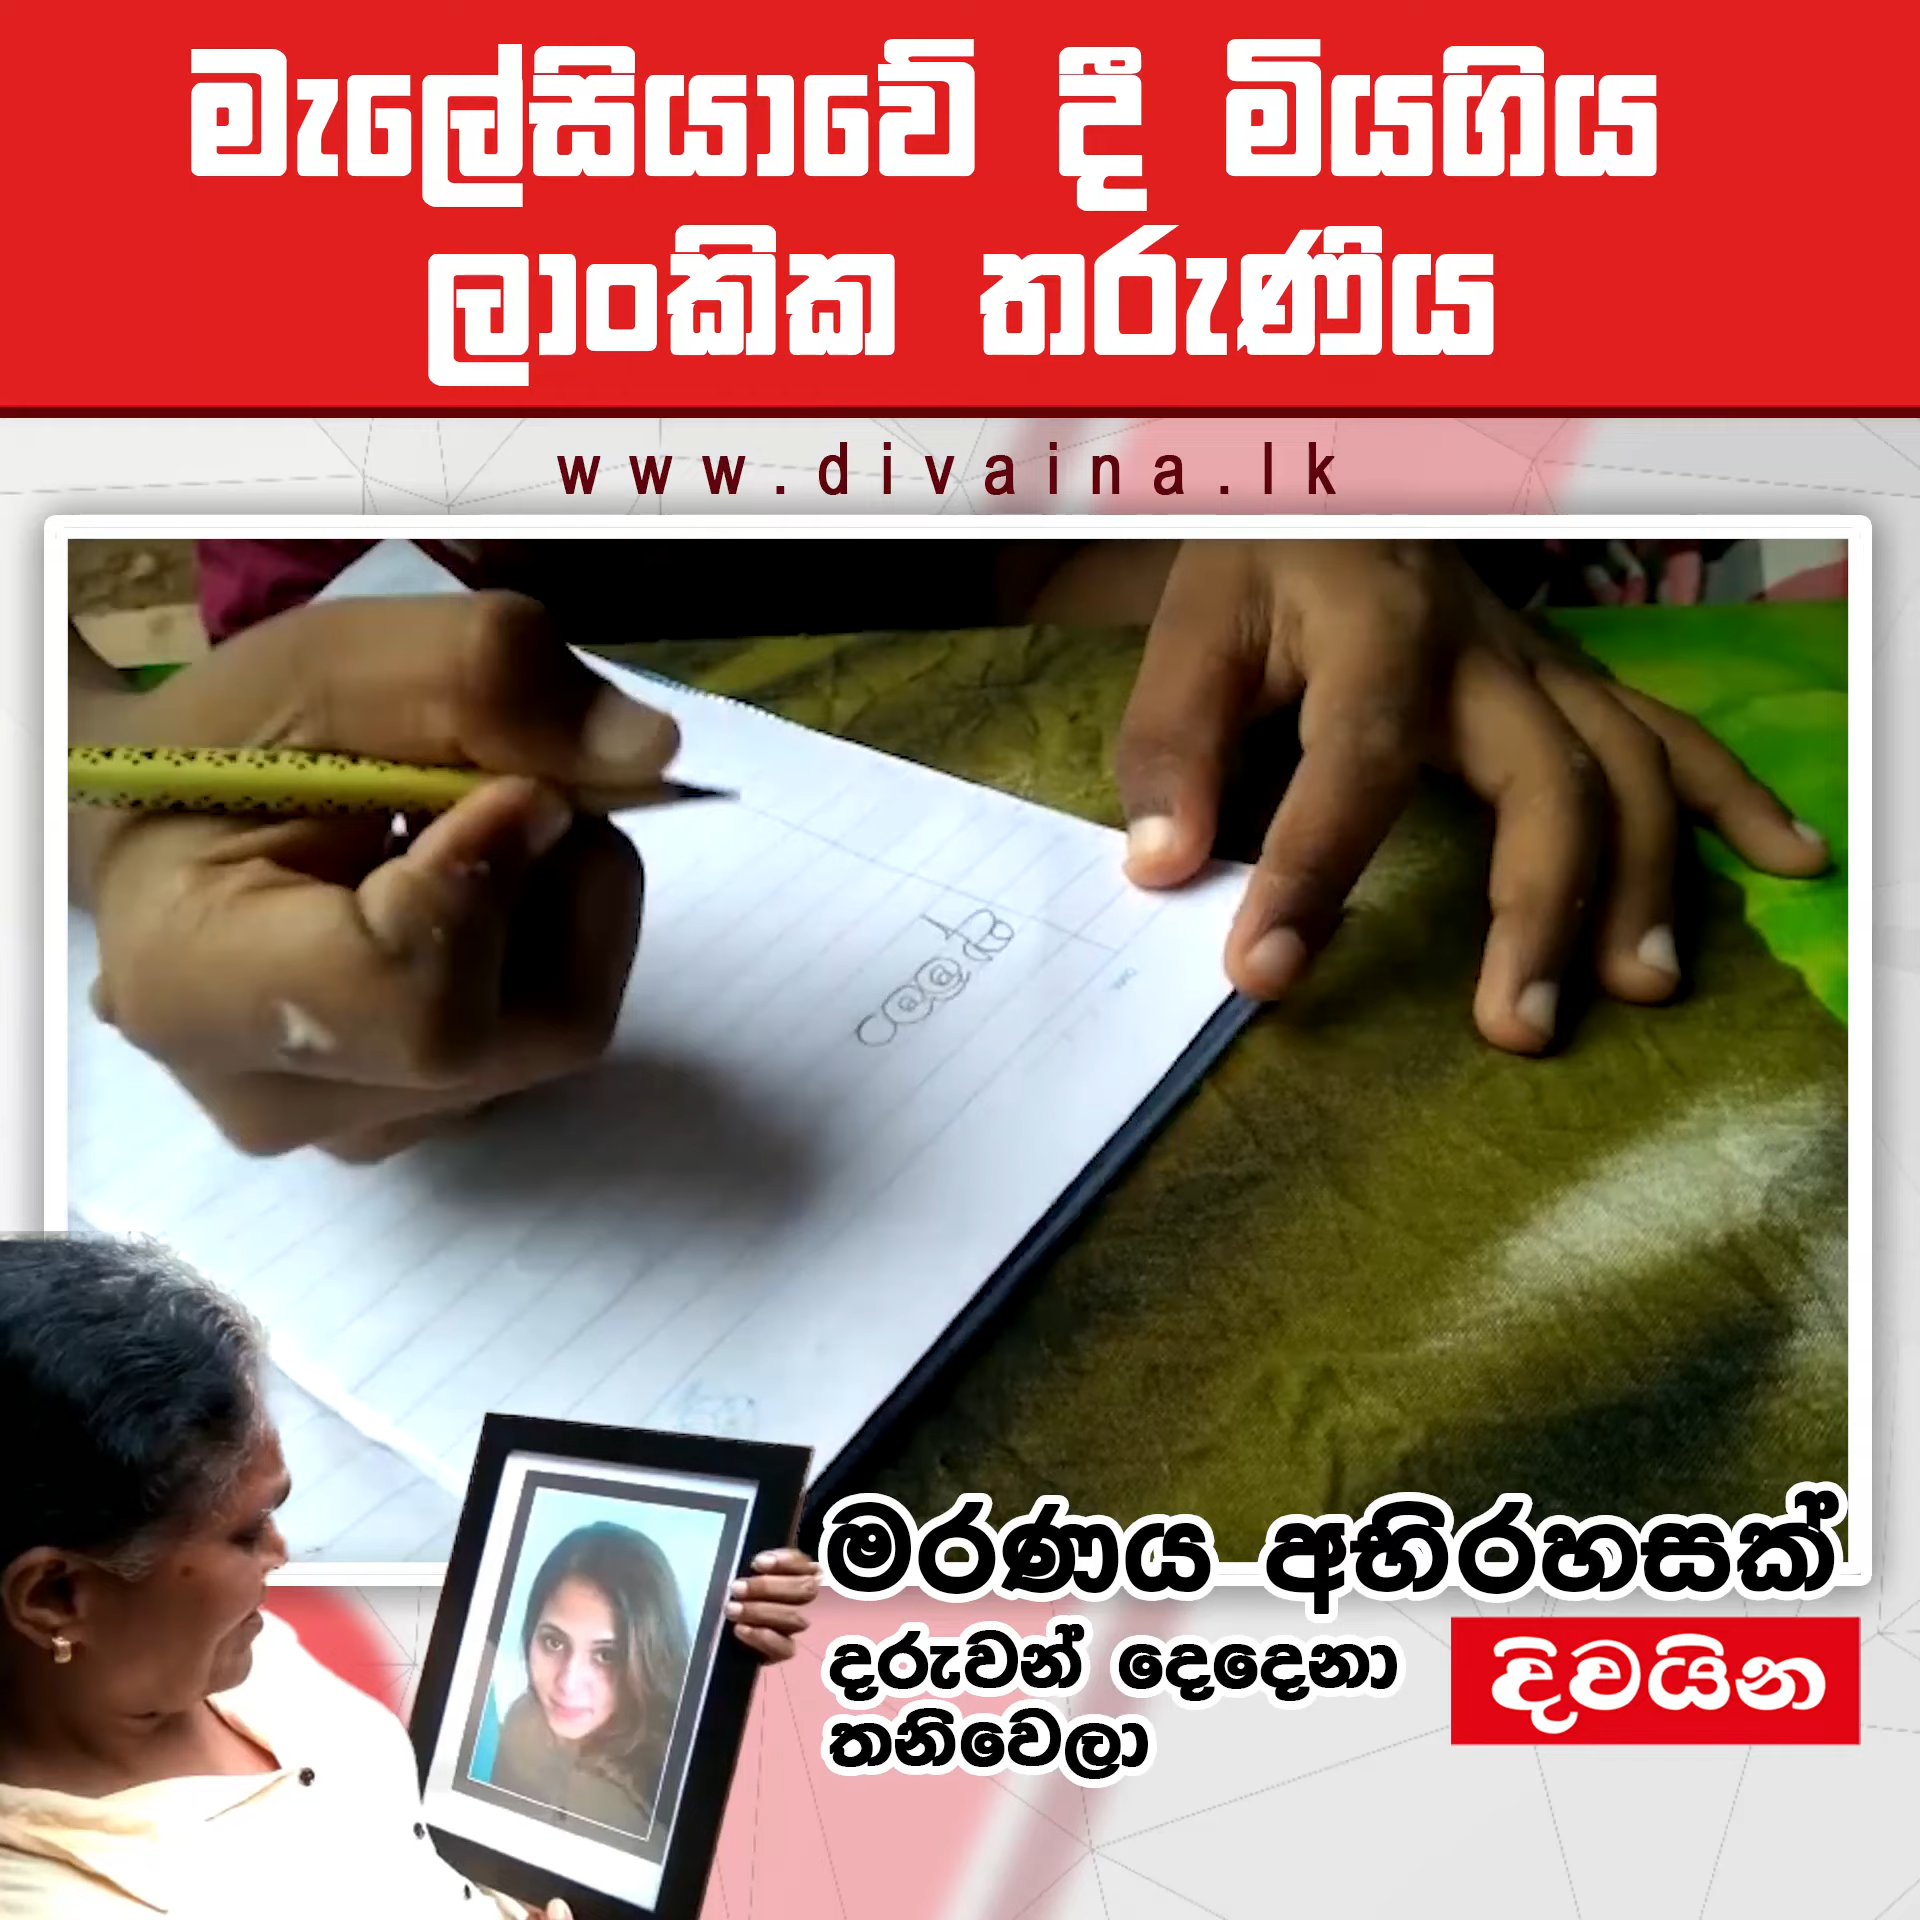 මැලේසියාවේ දී මියගිය
ලාංකික තරුණිය
www.divaina.lk
මරණය අභිරහසක්
දරුවන් දෙදෙනා
තනිවෙලා
දිවයින